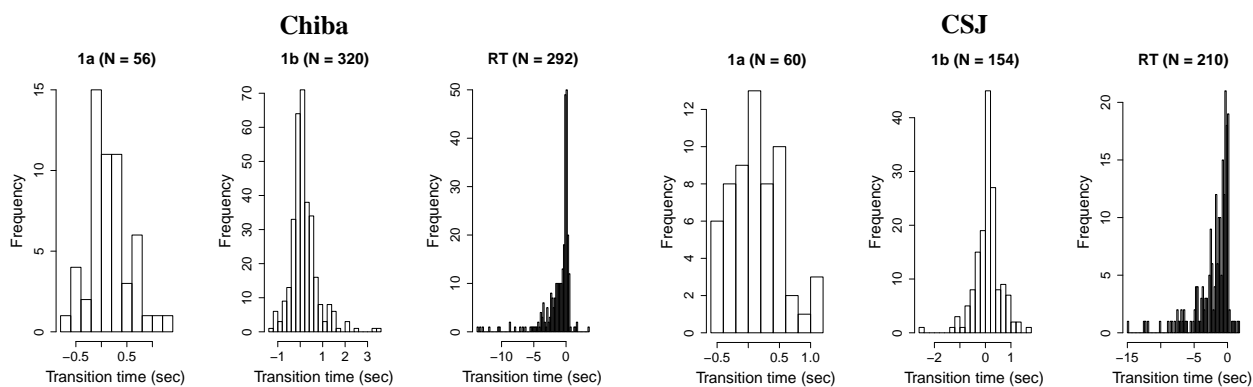 Chiba
CSJ
1a (N = 56)
1b (N = 320)
RT (N = 292)
1a (N = 60)
1b (N = 154)
RT (N = 210)
Frequency
0 5 10 15
−0.5 0.5
Transition time (sec)
Frequency
0 10 20 30 40 50 60 70
−1 0 1 2 3
Transition time (sec)
Frequency
0 10 20 30 40 50
−10 −5 0
Transition time (sec)
Frequency
0 2 4 6 8 10 12
−0.5 0.0 0.5 1.0
Transition time (sec)
Frequency
0 10 20 30 40
−2 0 1
Transition time (sec)
Frequency
0 5 10 15 20
−15 −5 0
Transition time (sec)